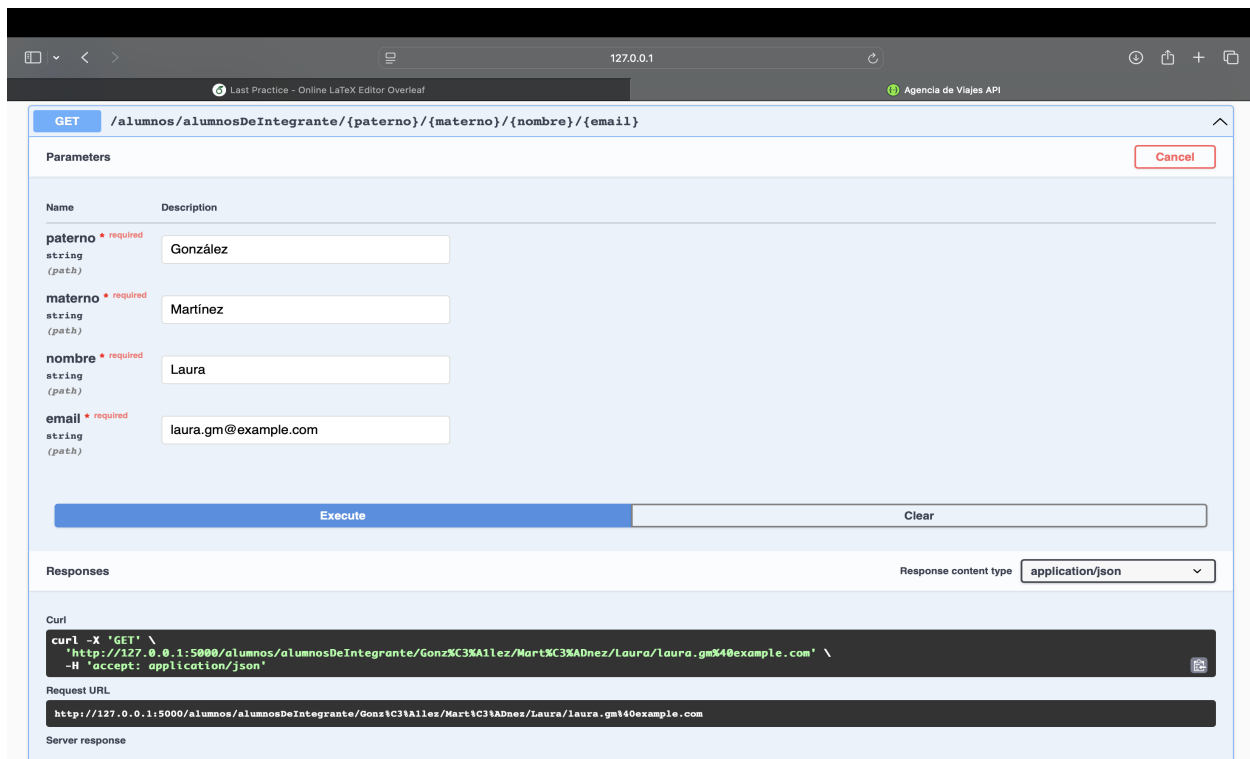 127.0.0.1
Last Practice - Online LaTeX Editor Overleaf
Agencia de Viajes API
GET /alumnos/alumnosDeIntegrante/{paterno}/{materno}/{nombre}/{email}
Parameters
Cancel
Name Description
paterno * required
string
(path)
González
materno * required
string
(path)
Martínez
nombre * required
string
(path)
Laura
email * required
string
(path)
laura.gm@example.com
Execute
Clear
Responses
Response content type
application/json
Curl
curl -X 'GET' \
'http://127.0.0.1:5000/alumnos/alumnosDeIntegrante/Gonz%C3%A1lez/Mart%C3%ADnez/Laura/laura.gm%40example.com' \
-H 'accept: application/json'
Request URL
http://127.0.0.1:5000/alumnos/alumnosDeIntegrante/Gonz%C3%A1lez/Mart%C3%ADnez/Laura/laura.gm%40example.com
Server response